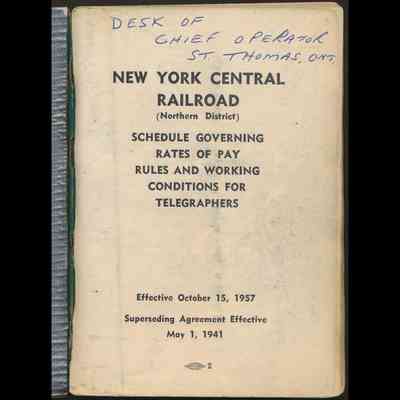 DESK OF
CHIEF OPERATOR
ST. THOMAS, ONT.
NEW YORK CENTRAL
RAILROAD
(Northern District)
SCHEDULE GOVERNING
RATES OF PAY
RULES AND WORKING
CONDITIONS FOR
TELEGRAPHERS
Effective October 15, 1957
Superseding Agreement Effective
May 1, 1941
2